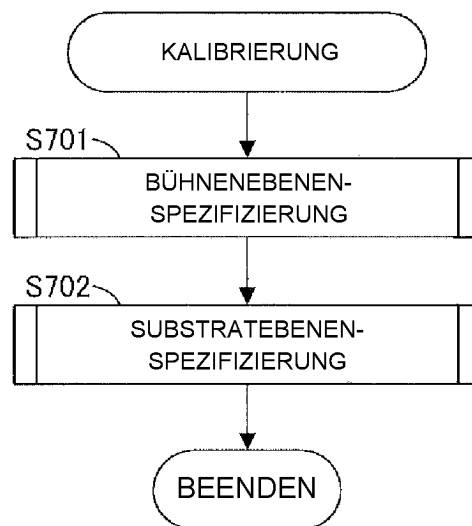 KALIBRIERUNG
S701
BÜHNENEBENEN-
SPEZIFIZIERUNG
S702
SUBSTRATEBENEN-
SPEZIFIZIERUNG
BEENDEN